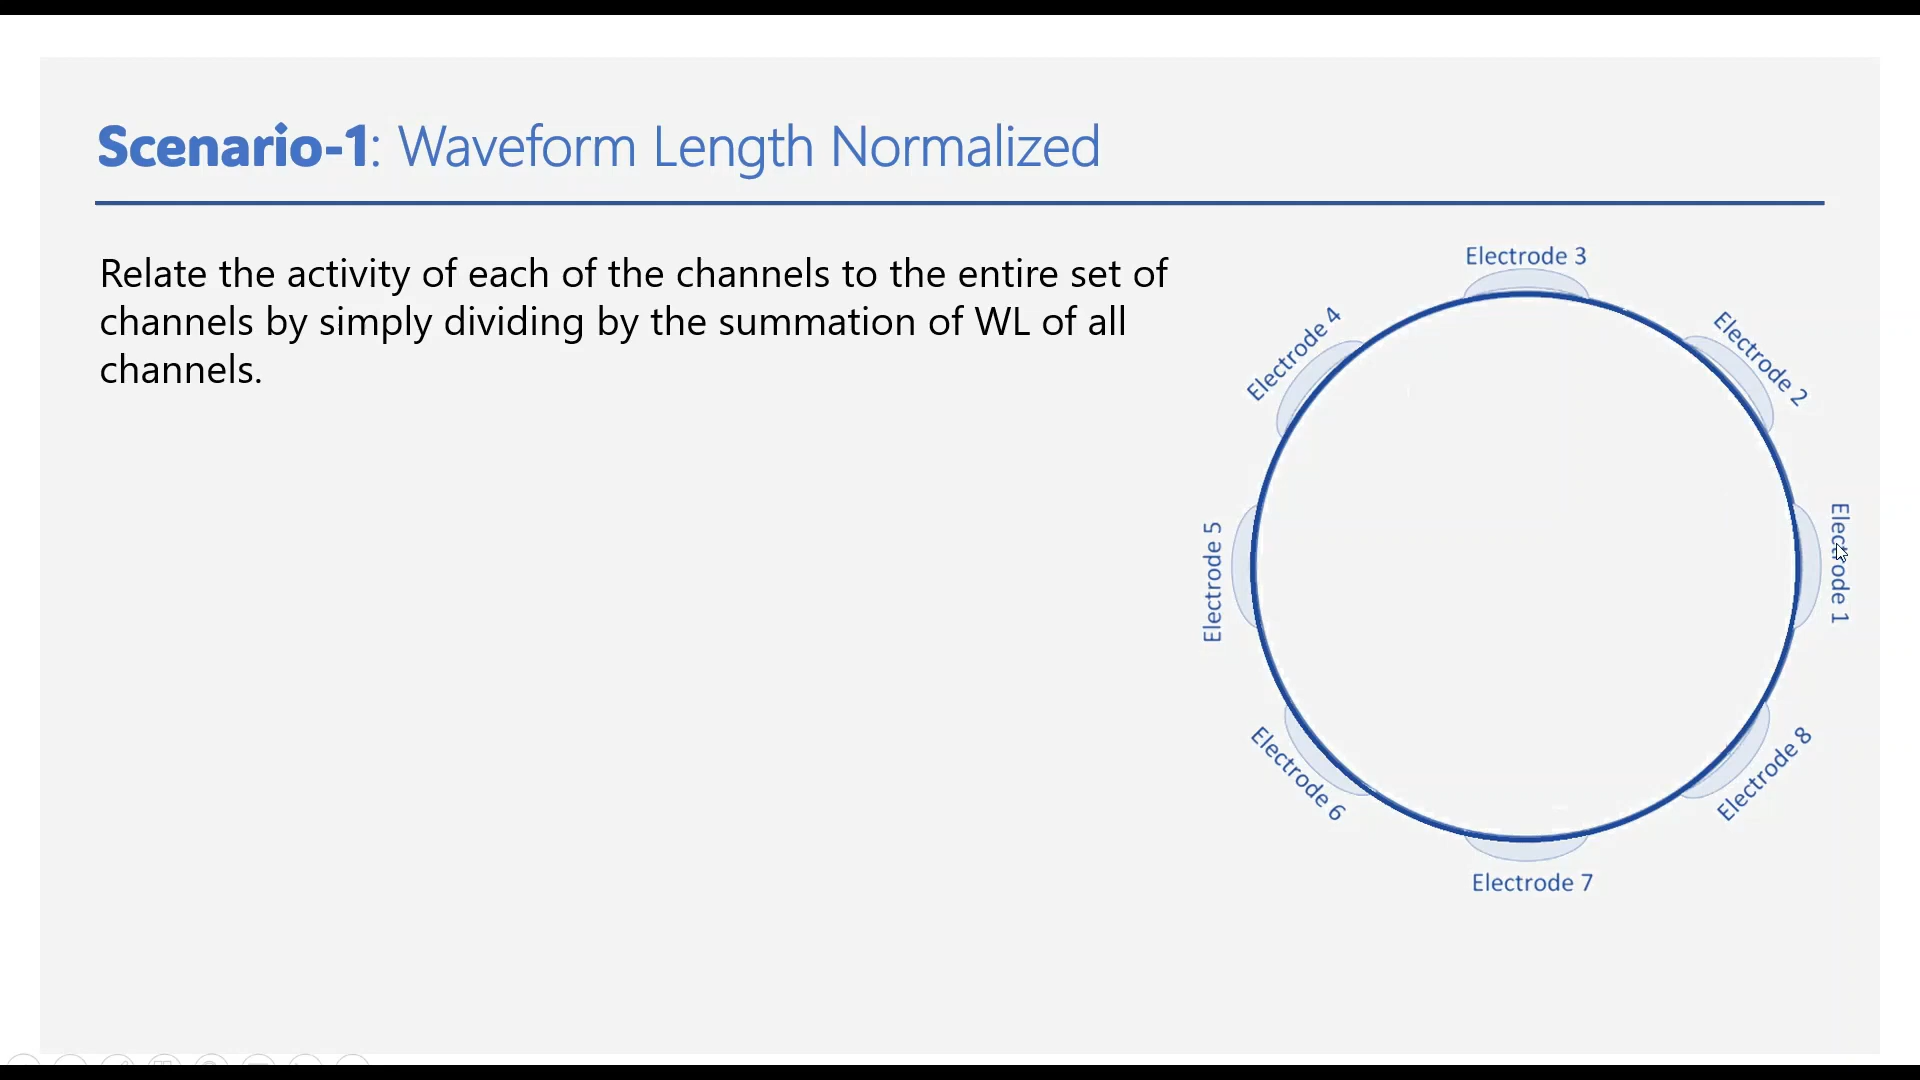 Scenario-1: Waveform Length Normalized
Relate the activity of each of the channels to the entire set of
channels by simply dividing by the summation of WL of all
channels.
Electrode 3
Electrode 4
Electrode 2
Electrode 5
Electrode 1
Electrode 6
Electrode 8
Electrode 7